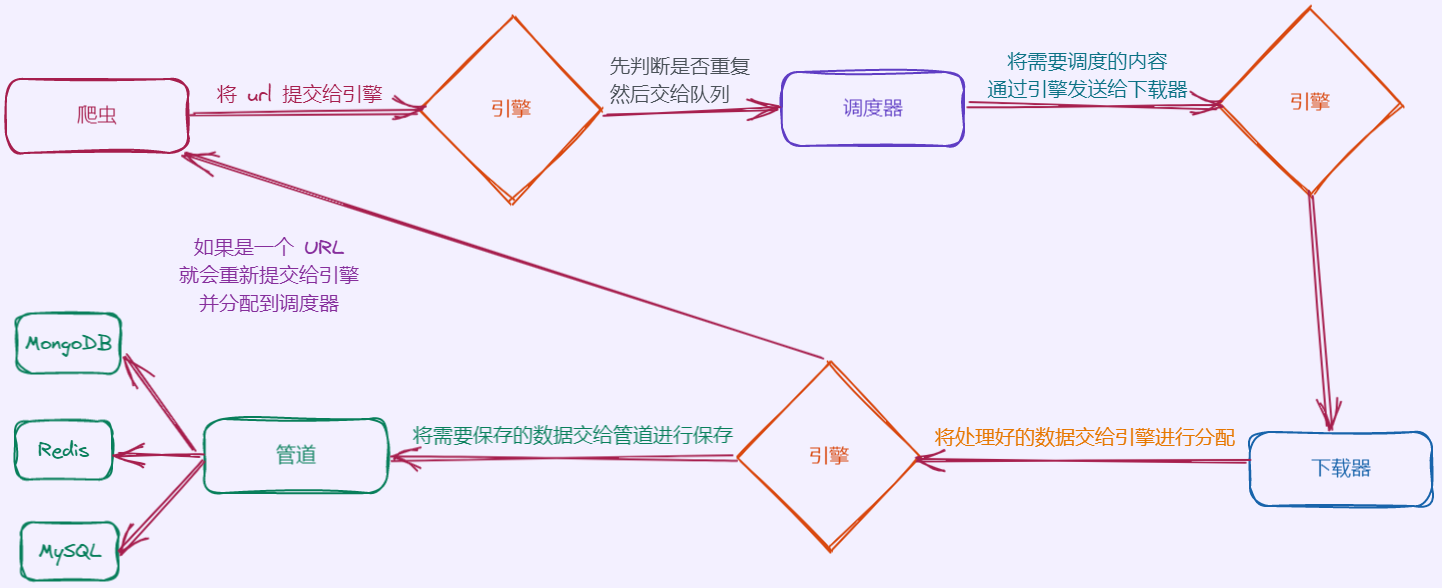 爬虫
将 url 提交给引擎
引擎
先判断是否重复
然后交给队列
调度器
将需要调度的内容
通过引擎发送给下载器
引擎
如果是一个 URL
就会重新提交给引擎
并分配到调度器
MongoDB
Redis
MySQL
管道
将需要保存的数据交给管道进行保存
引擎
将处理好的数据交给引擎进行分配
下载器